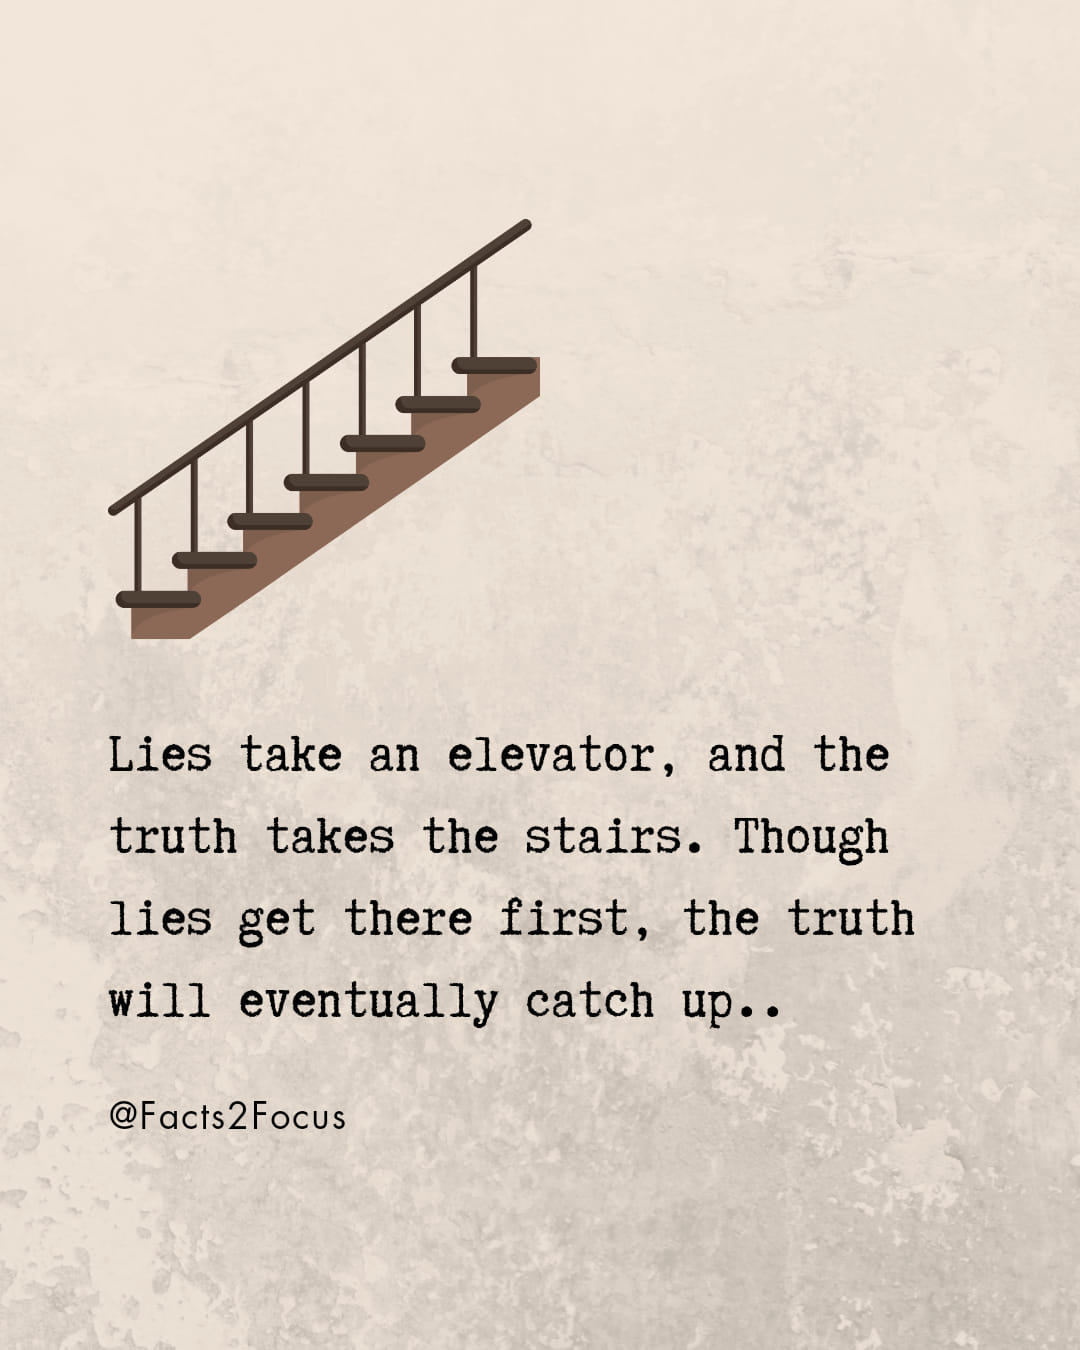 Lies take an elevator, and the
truth takes the stairs. Though
lies get there first, the truth
will eventually catch up..
@Facts2Focus